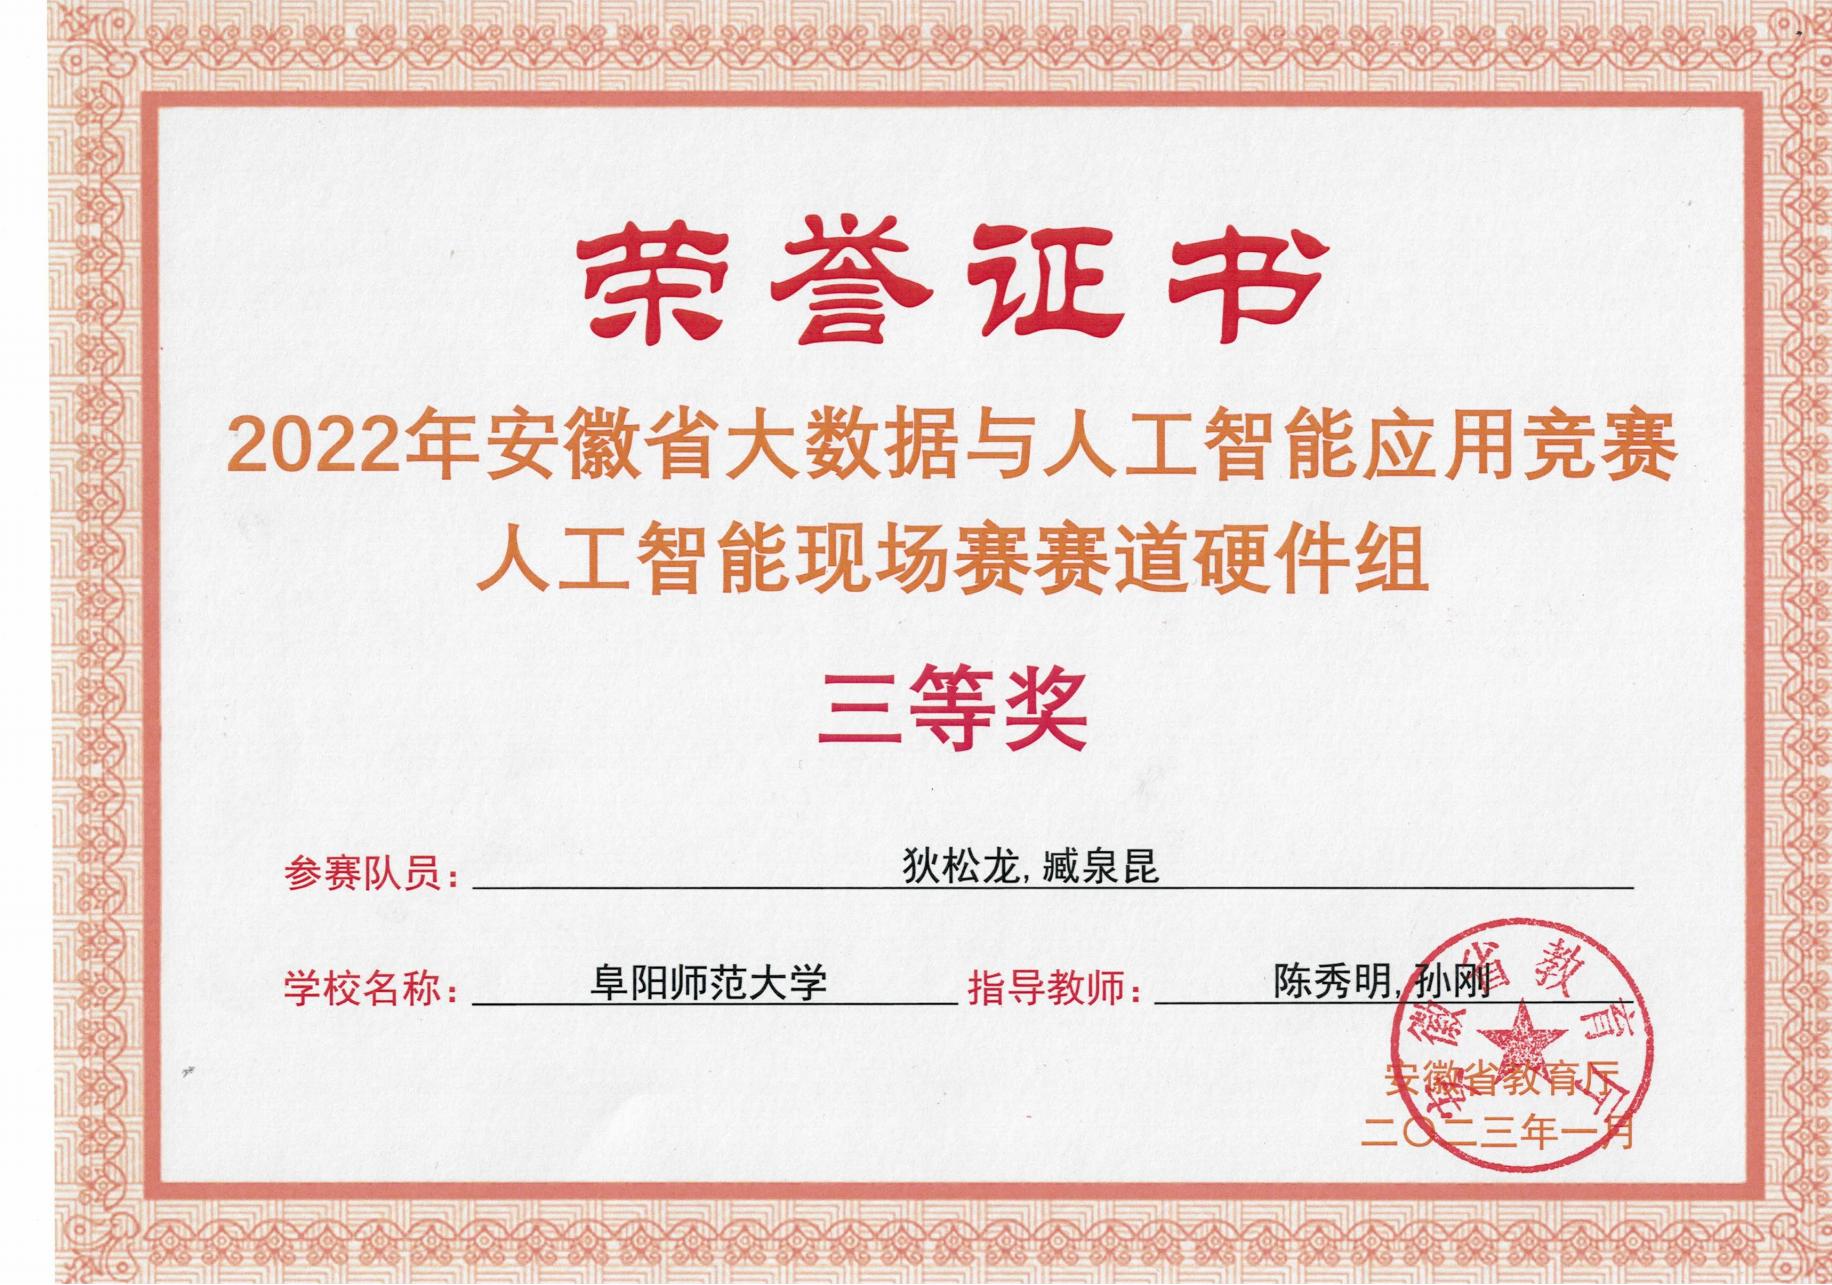 荣誉证书
2022年安徽省大数据与人工智能应用竞赛
人工智能现场赛赛道硬件组
三等奖
参赛队员: 狄松龙, 臧泉昆
学校名称: 阜阳师范大学 指导教师: 陈秀明, 孙刚
安徽省教育厅
安徽省教育厅
二〇二三年一月